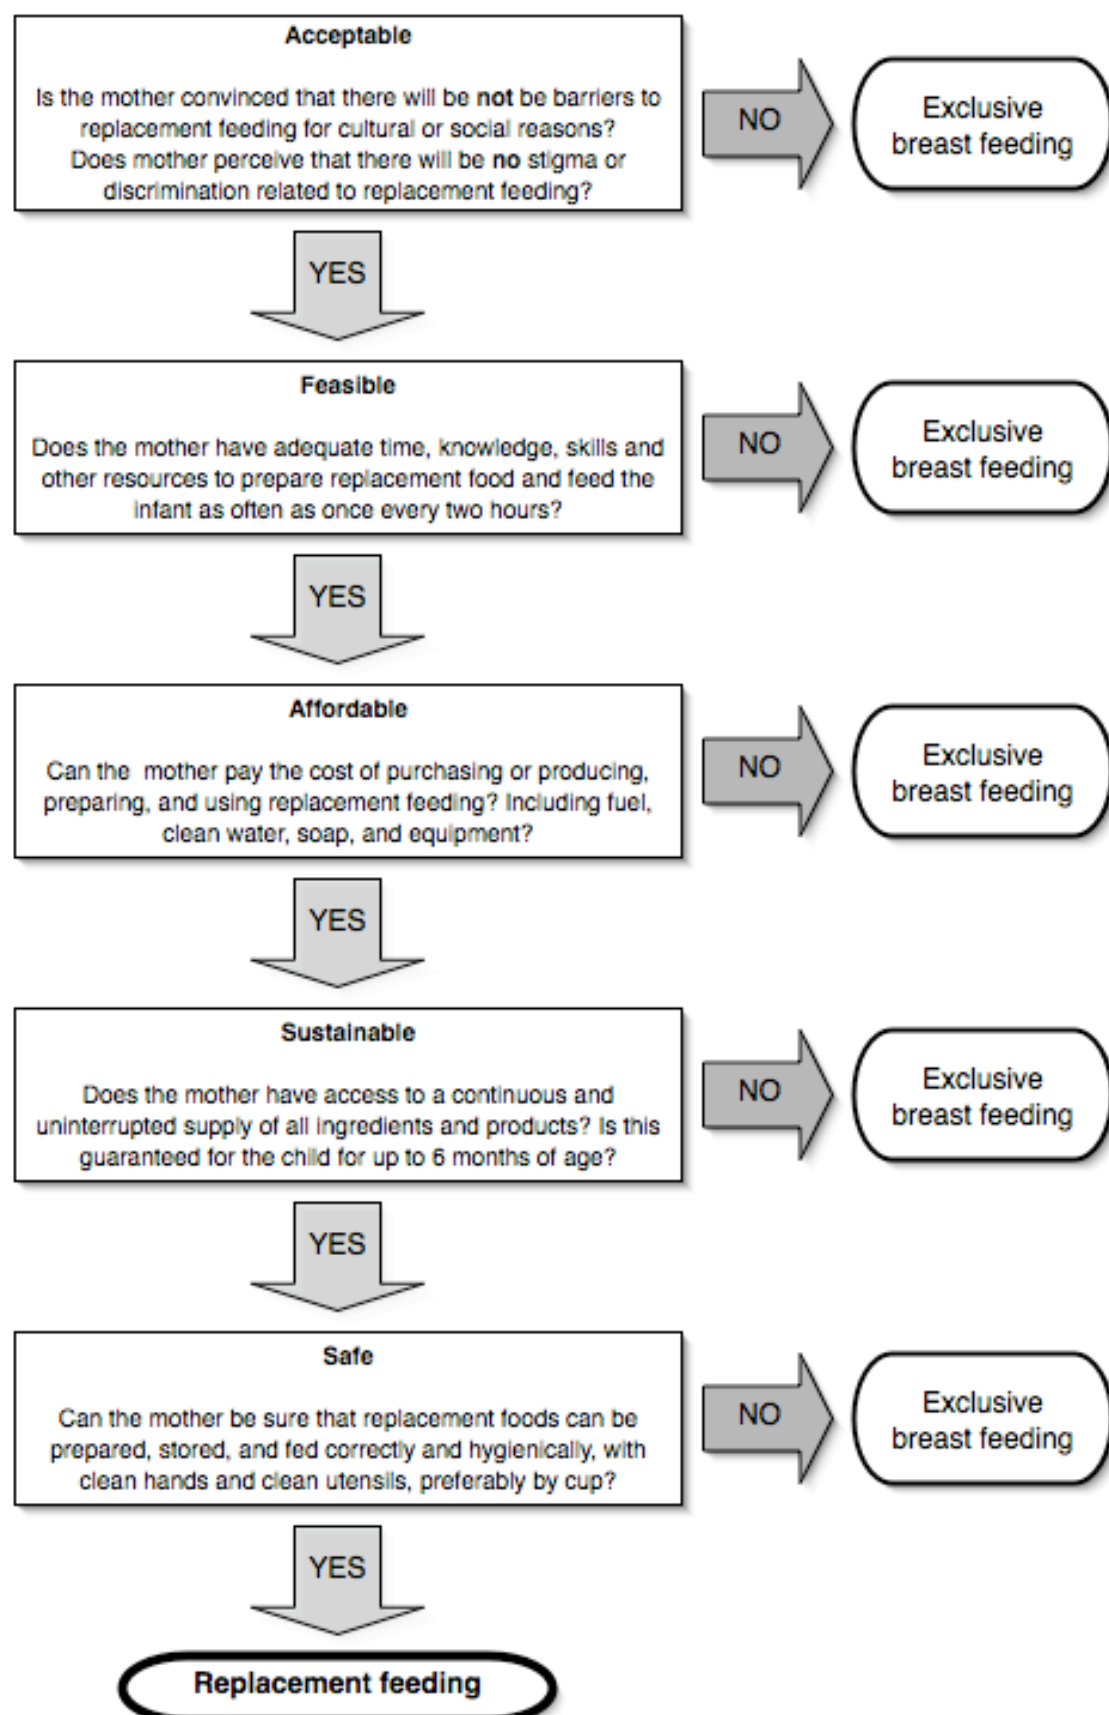 Acceptable
Is the mother convinced that there will be not be barriers to
replacement feeding for cultural or social reasons?
Does mother perceive that there will be no stigma or
discrimination related to replacement feeding?
NO
Exclusive
breast feeding
YES
Feasible
Does the mother have adequate time, knowledge, skills and
other resources to prepare replacement food and feed the
infant as often as once every two hours?
NO
Exclusive
breast feeding
YES
Affordable
Can the mother pay the cost of purchasing or producing,
preparing, and using replacement feeding? Including fuel,
clean water, soap, and equipment?
NO
Exclusive
breast feeding
YES
Sustainable
Does the mother have access to a continuous and
uninterrupted supply of all ingredients and products? Is this
guaranteed for the child for up to 6 months of age?
NO
Exclusive
breast feeding
YES
Safe
Can the mother be sure that replacement foods can be
prepared, stored, and fed correctly and hygienically, with
clean hands and clean utensils, preferably by cup?
NO
Exclusive
breast feeding
YES
Replacement feeding